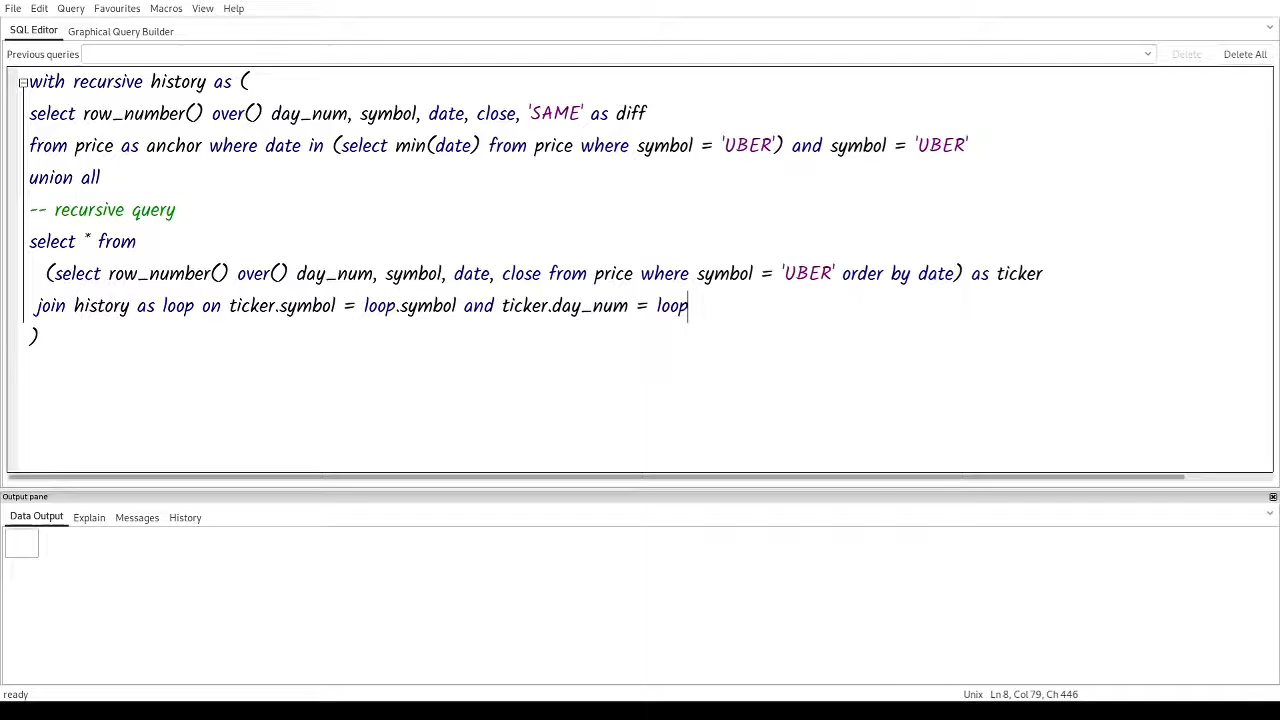 File Edit Query Favourites Macros View Help
SQL Editor Graphical Query Builder
Previous queries Delete Delete All
with recursive history as (
select row_number() over() day_num, symbol, date, close, 'SAME' as diff
from price as anchor where date in (select min(date) from price where symbol = 'UBER') and symbol = 'UBER'
union all
-- recursive query
select * from
(select row_number() over() day_num, symbol, date, close from price where symbol = 'UBER' order by date) as ticker
join history as loop on ticker.symbol = loop.symbol and ticker.day_num = loop
)
Output pane
Data Output Explain Messages History
ready Unix Ln 8, Col 79, Ch 446